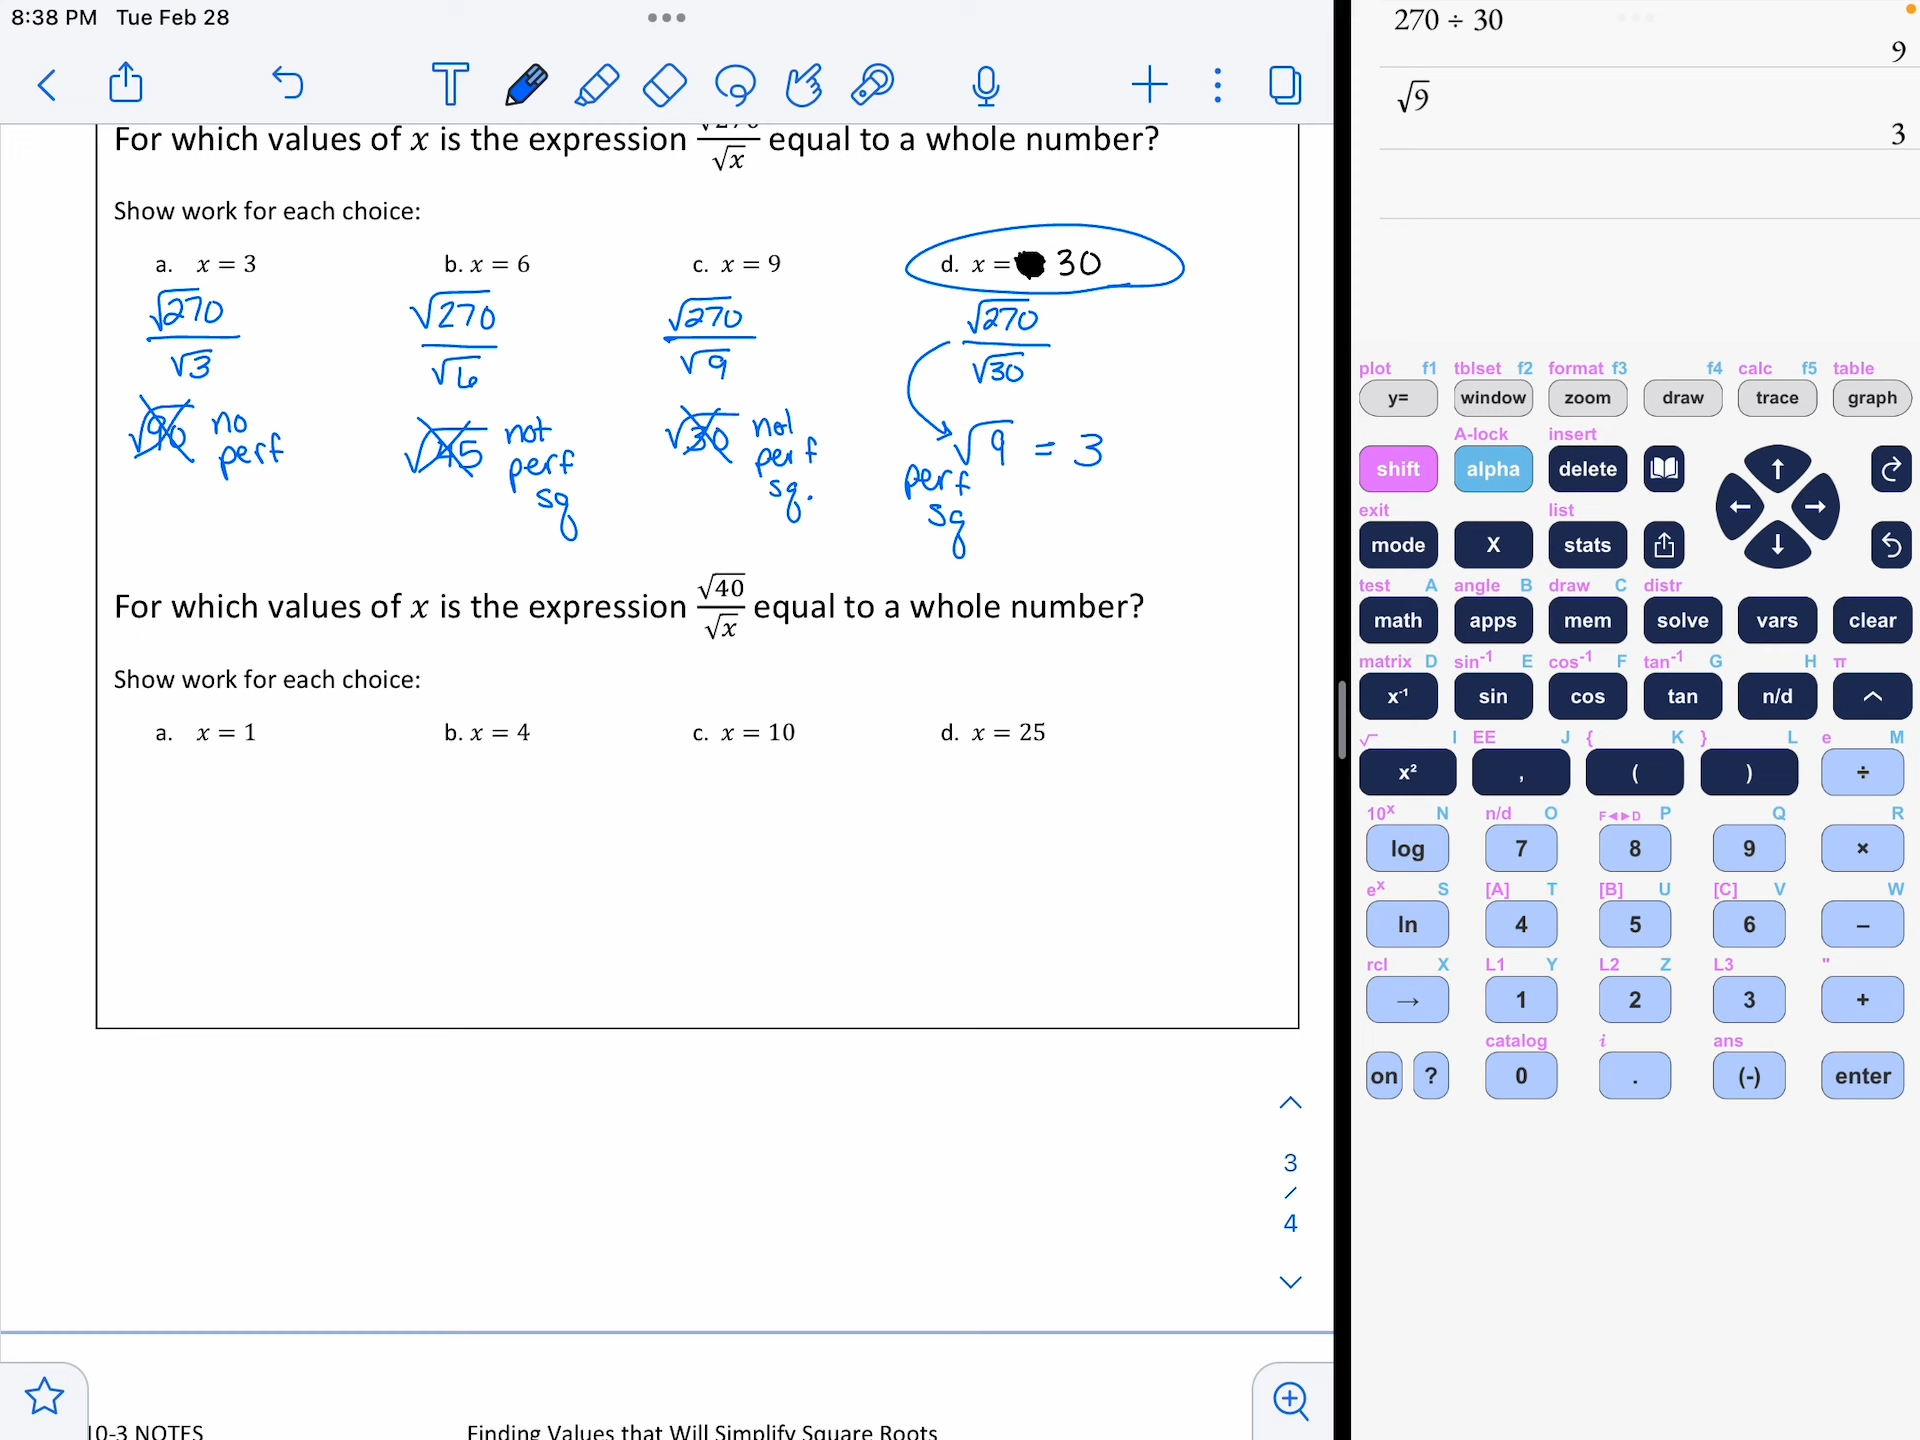 8:38 PM Tue Feb 28
For which values of x is the expression √270/√x equal to a whole number?
Show work for each choice:
a. x = 3 b. x = 6 c. x = 9 d. x = 30
√270/√3 √270/√6 √270/√9 √270/√30
√90 no perf
√45 not perf sq
√30 not perf sq.
√9 = 3
perf sq
For which values of x is the expression √40/√x equal to a whole number?
Show work for each choice:
a. x = 1 b. x = 4 c. x = 10 d. x = 25
3
/
4
10-3 NOTES Finding Values that Will Simplify Square Roots
270 ÷ 30
9
√9
3
plot f1 tblset f2 format f3 f4 calc f5 table
y= window zoom draw trace graph
A-lock insert
shift alpha delete
exit list
mode X stats
test A angle B draw C distr
math apps mem solve vars clear
matrix D sin-1 E cos-1 F tan-1 G H π
x-1 sin cos tan n/d ^
√ I EE J { K } L e M
x² , ( ) ÷
10x N n/d O F◄►D P Q R
log 7 8 9 ×
ex S [A] T [B] U [C] V W
ln 4 5 6 −
rcl X L1 Y L2 Z L3 "
→ 1 2 3 +
catalog i ans
on ? 0 . (-) enter